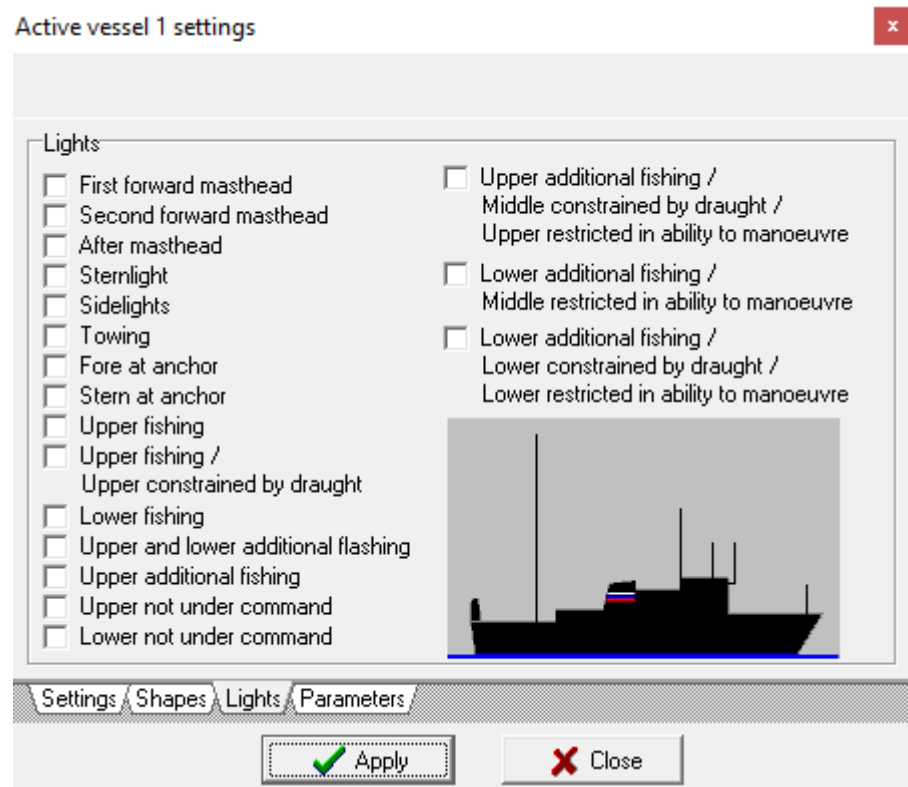 Active vessel 1 settings
x
Lights
First forward masthead
Second forward masthead
After masthead
Sternlight
Sidelights
Towing
Fore at anchor
Stern at anchor
Upper fishing
Upper fishing /
Upper constrained by draught
Lower fishing
Upper and lower additional flashing
Upper additional fishing
Upper not under command
Lower not under command
Upper additional fishing /
Middle constrained by draught /
Upper restricted in ability to manoeuvre
Lower additional fishing /
Middle restricted in ability to manoeuvre
Lower additional fishing /
Lower constrained by draught /
Lower restricted in ability to manoeuvre
Settings Shapes Lights Parameters
Apply Close